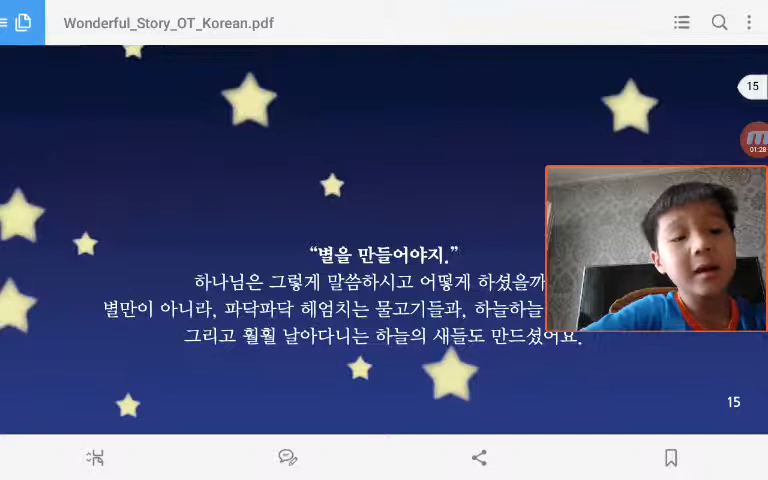 Wonderful_Story_OT_Korean.pdf
15
01:28
“별을 만들어야지.”
하나님은 그렇게 말씀하시고 어떻게 하셨을까
별만이 아니라, 파닥파닥 헤엄치는 물고기들과, 하늘하늘
그리고 훨훨 날아다니는 하늘의 새들도 만드셨어요.
15